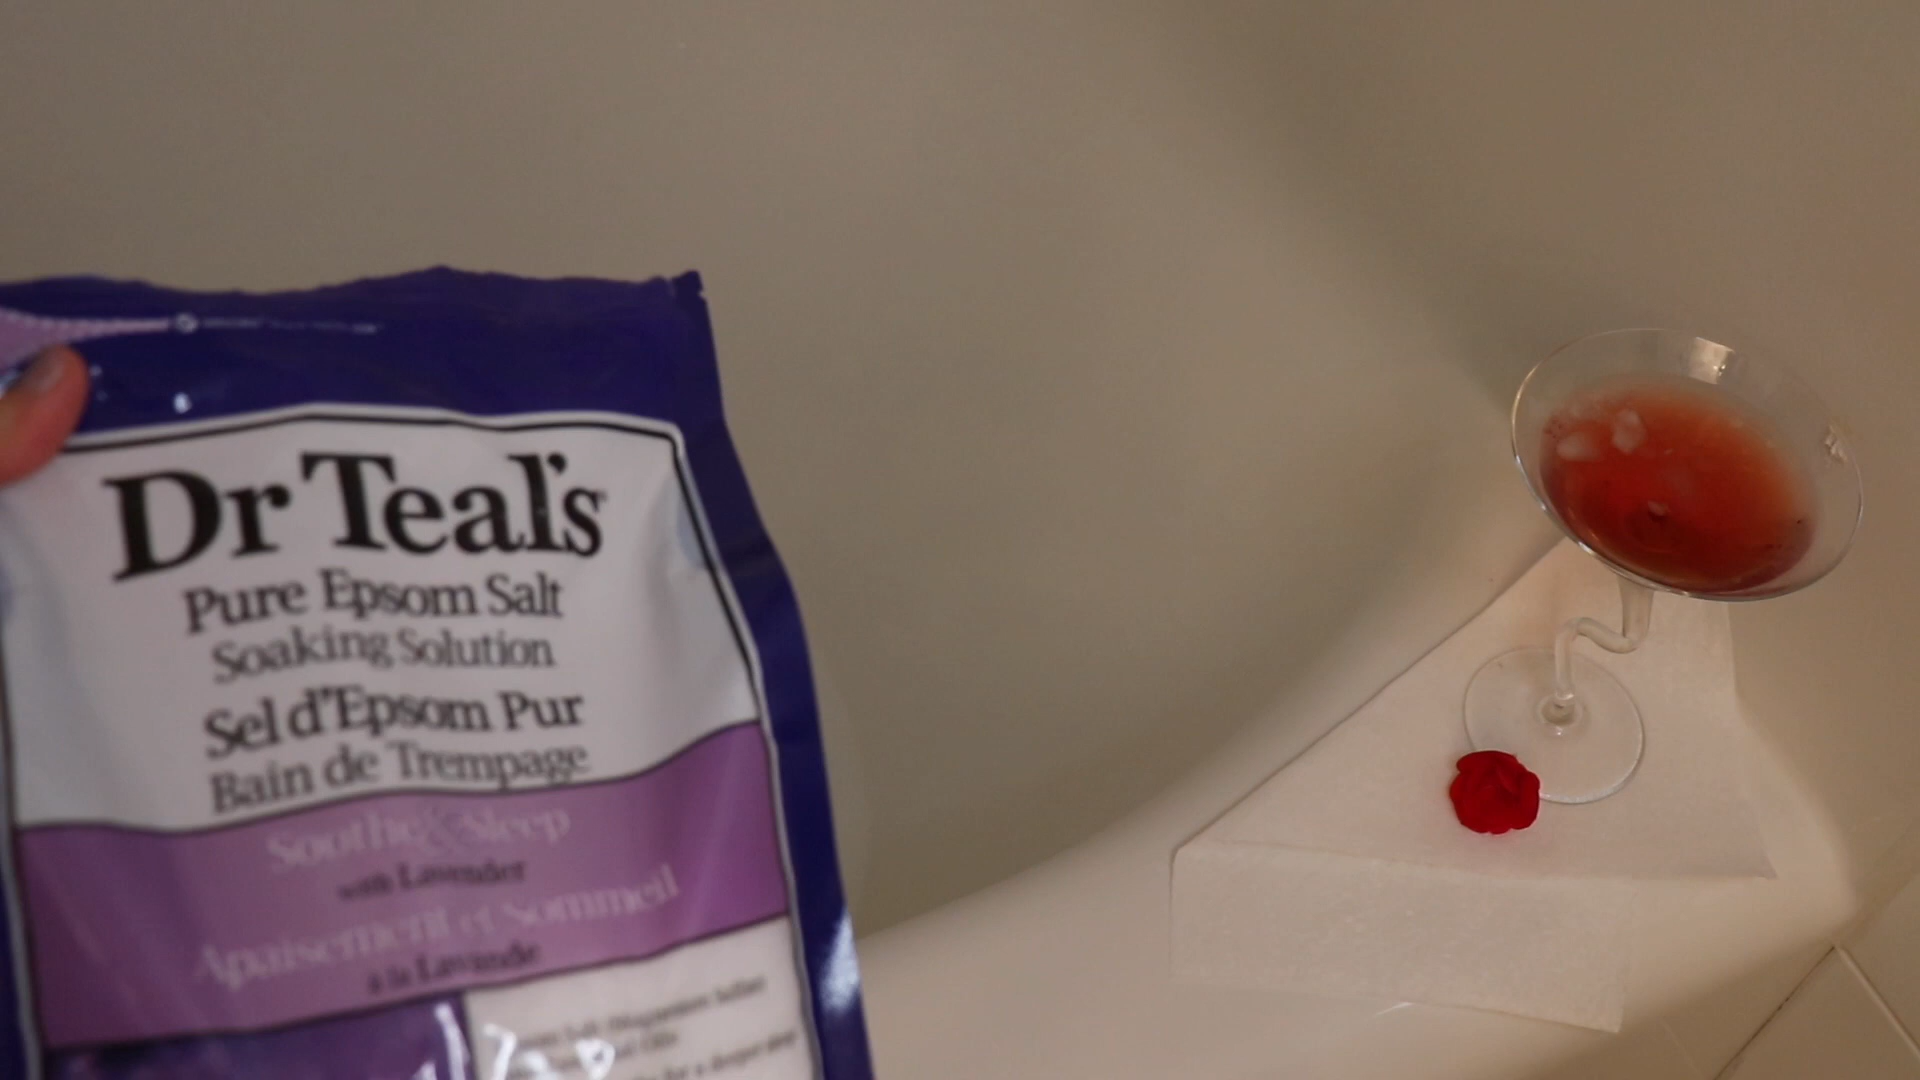 Dr Teal's
Pure Epsom Salt
Soaking Solution
Sel d'Epsom Pur
Bain de Trempage
Soothe & Sleep
with Lavender
Apaisement et Sommeil
à la Lavande